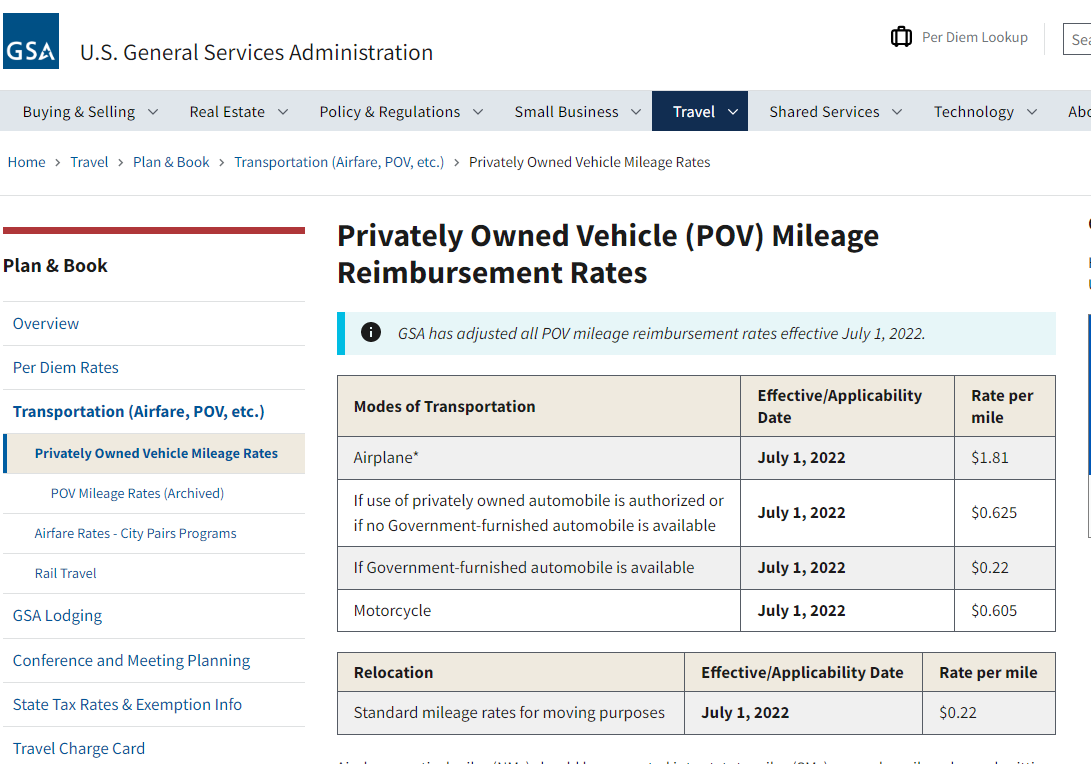 GSA
U.S. General Services Administration
Per Diem Lookup
Sea
Buying & Selling
Real Estate
Policy & Regulations
Small Business
Travel
Shared Services
Technology
Abo
Home > Travel > Plan & Book > Transportation (Airfare, POV, etc.) > Privately Owned Vehicle Mileage Rates
Plan & Book
Overview
Per Diem Rates
Transportation (Airfare, POV, etc.)
Privately Owned Vehicle Mileage Rates
POV Mileage Rates (Archived)
Airfare Rates - City Pairs Programs
Rail Travel
GSA Lodging
Conference and Meeting Planning
State Tax Rates & Exemption Info
Travel Charge Card
Privately Owned Vehicle (POV) Mileage
Reimbursement Rates
GSA has adjusted all POV mileage reimbursement rates effective July 1, 2022.
Modes of Transportation
Effective/Applicability
Date
Rate per
mile
Airplane*
July 1, 2022
$1.81
If use of privately owned automobile is authorized or
if no Government-furnished automobile is available
July 1, 2022
$0.625
If Government-furnished automobile is available
July 1, 2022
$0.22
Motorcycle
July 1, 2022
$0.605
Relocation
Effective/Applicability Date
Rate per mile
Standard mileage rates for moving purposes
July 1, 2022
$0.22